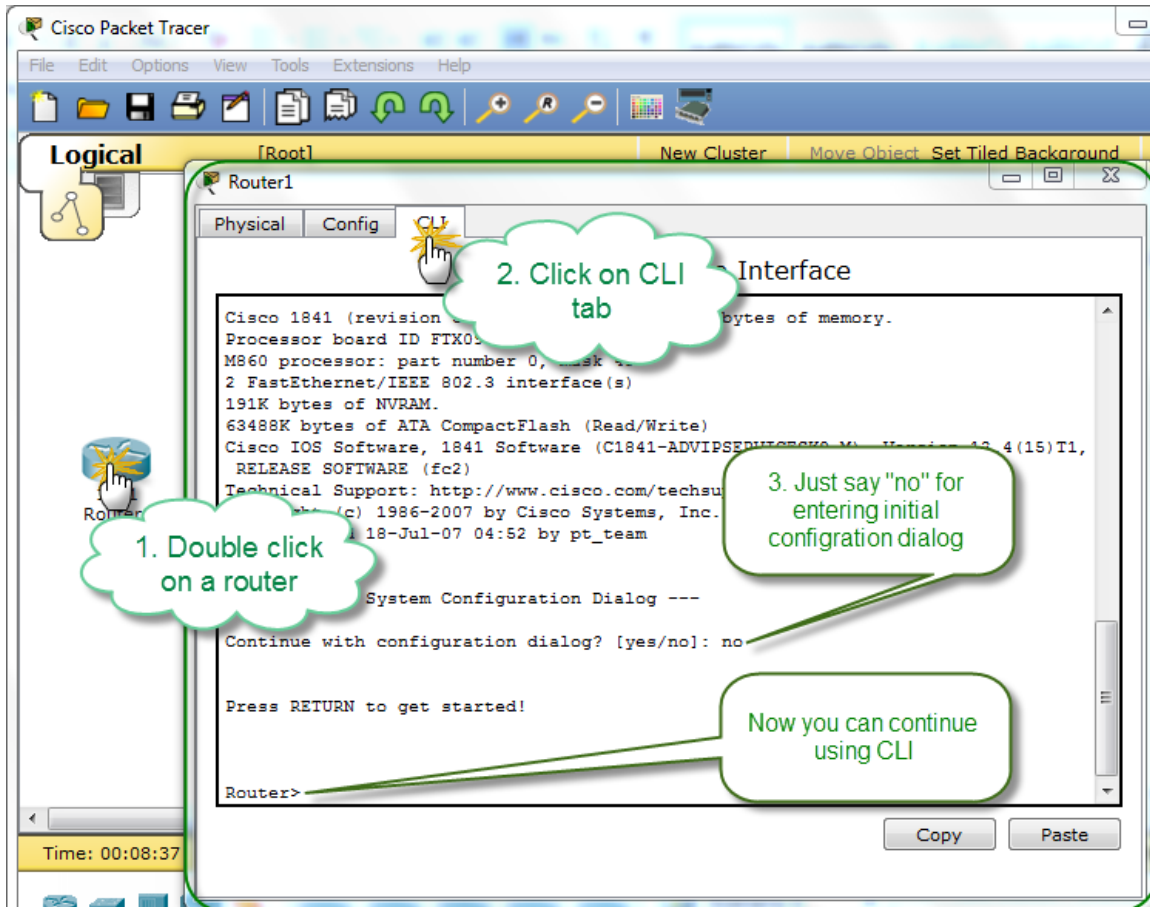 Cisco Packet Tracer
File Edit Options View Tools Extensions Help
Logical [Root] New Cluster Move Object Set Tiled Background
Router1
Physical Config CLI
Interface
2. Click on CLI
tab
Cisco 1841 (revision bytes of memory.
Processor board ID
M860 processor: part number 0,
2 FastEthernet/IEEE 802.3 interface(s)
191K bytes of NVRAM.
63488K bytes of ATA CompactFlash (Read/Write)
Cisco IOS Software, 1841 Software
RELEASE SOFTWARE (fc2)
Technical Support:
(c) 1986-2007 by Cisco Systems, Inc.
18-Jul-07 04:52 by pt_team
System Configuration Dialog ---
Continue with configuration dialog? [yes/no]: no
Press RETURN to get started!
Router>
1. Double click
on a router
3. Just say "no" for
entering initial
configration dialog
Now you can continue
using CLI
Copy Paste
Time: 00:08:37